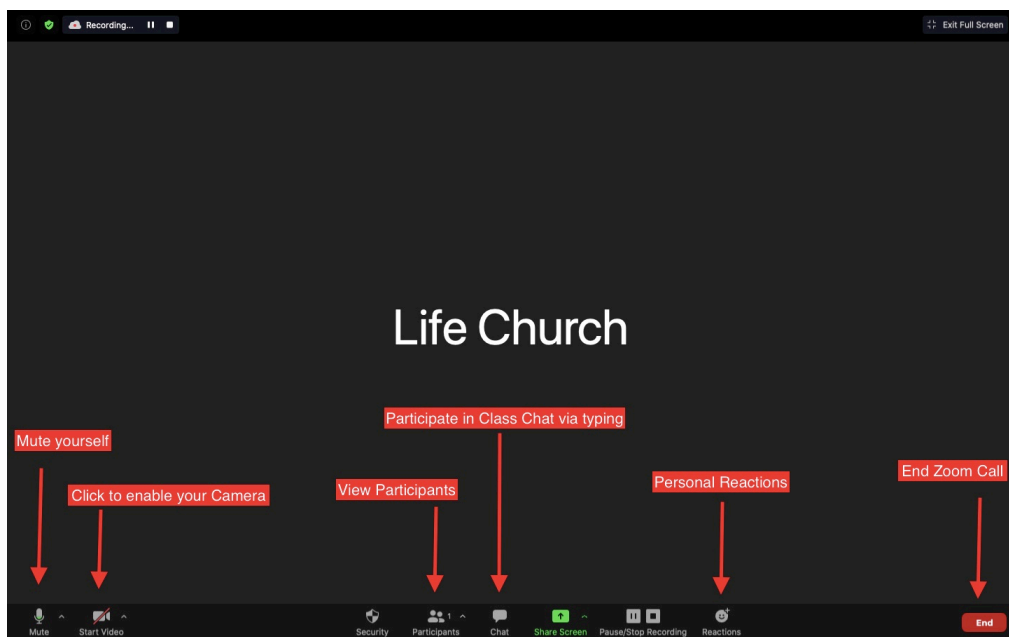 Recording...
Exit Full Screen
Life Church
Participate in Class Chat via typing
Mute yourself
End Zoom Call
Personal Reactions
View Participants
Click to enable your Camera
1
Mute
Start Video
Security
Participants
Chat
Share Screen
Pause/Stop Recording
Reactions
End